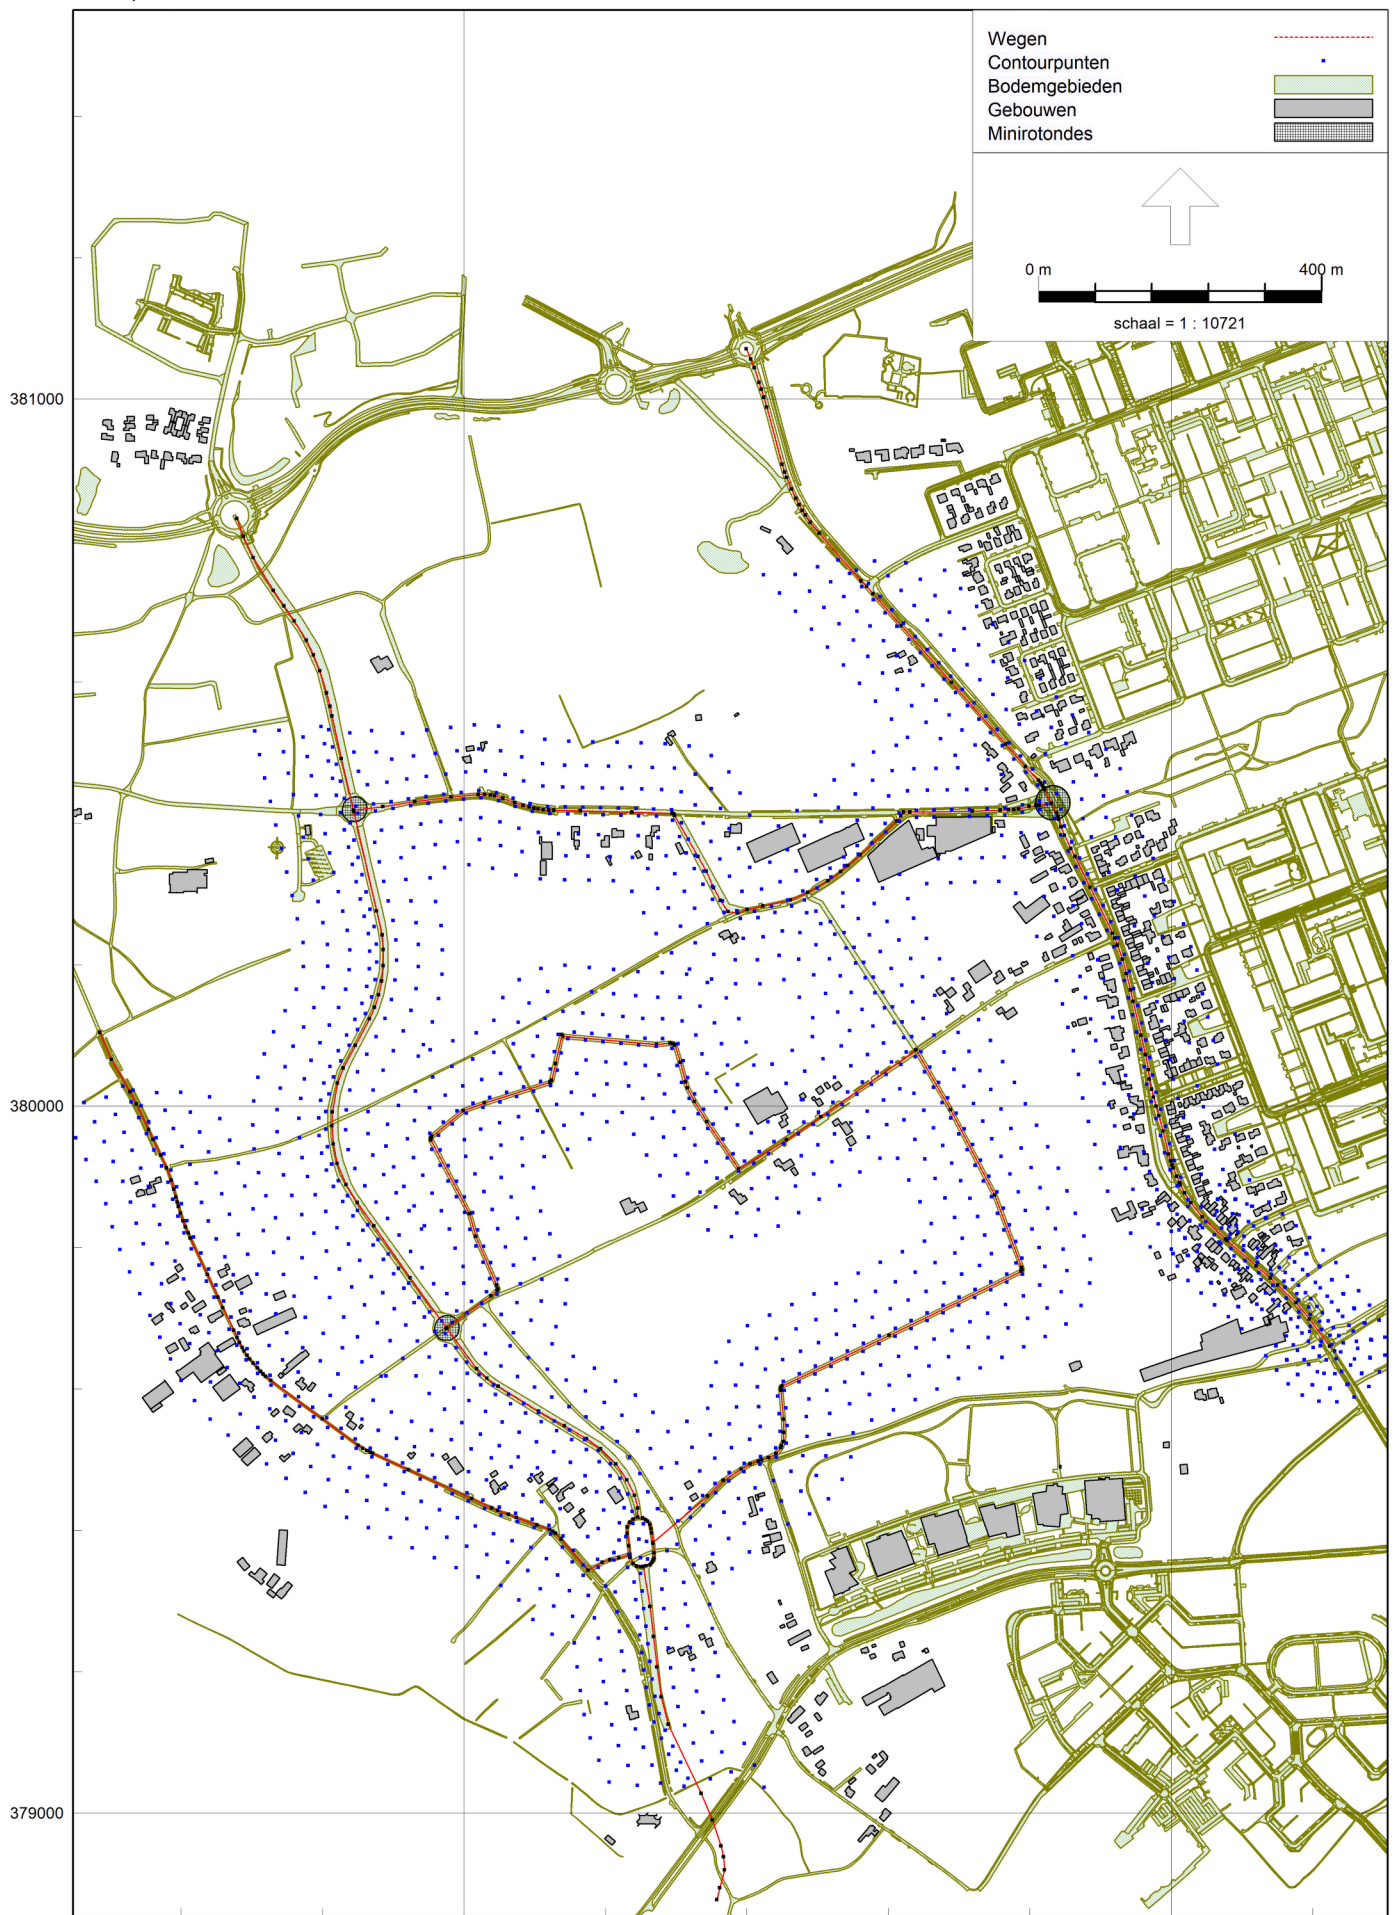 Wegen
Contourpunten
Bodemgebieden
Gebouwen
Minirotondes
0 m 400 m
schaal = 1 : 10721
381000
380000
379000